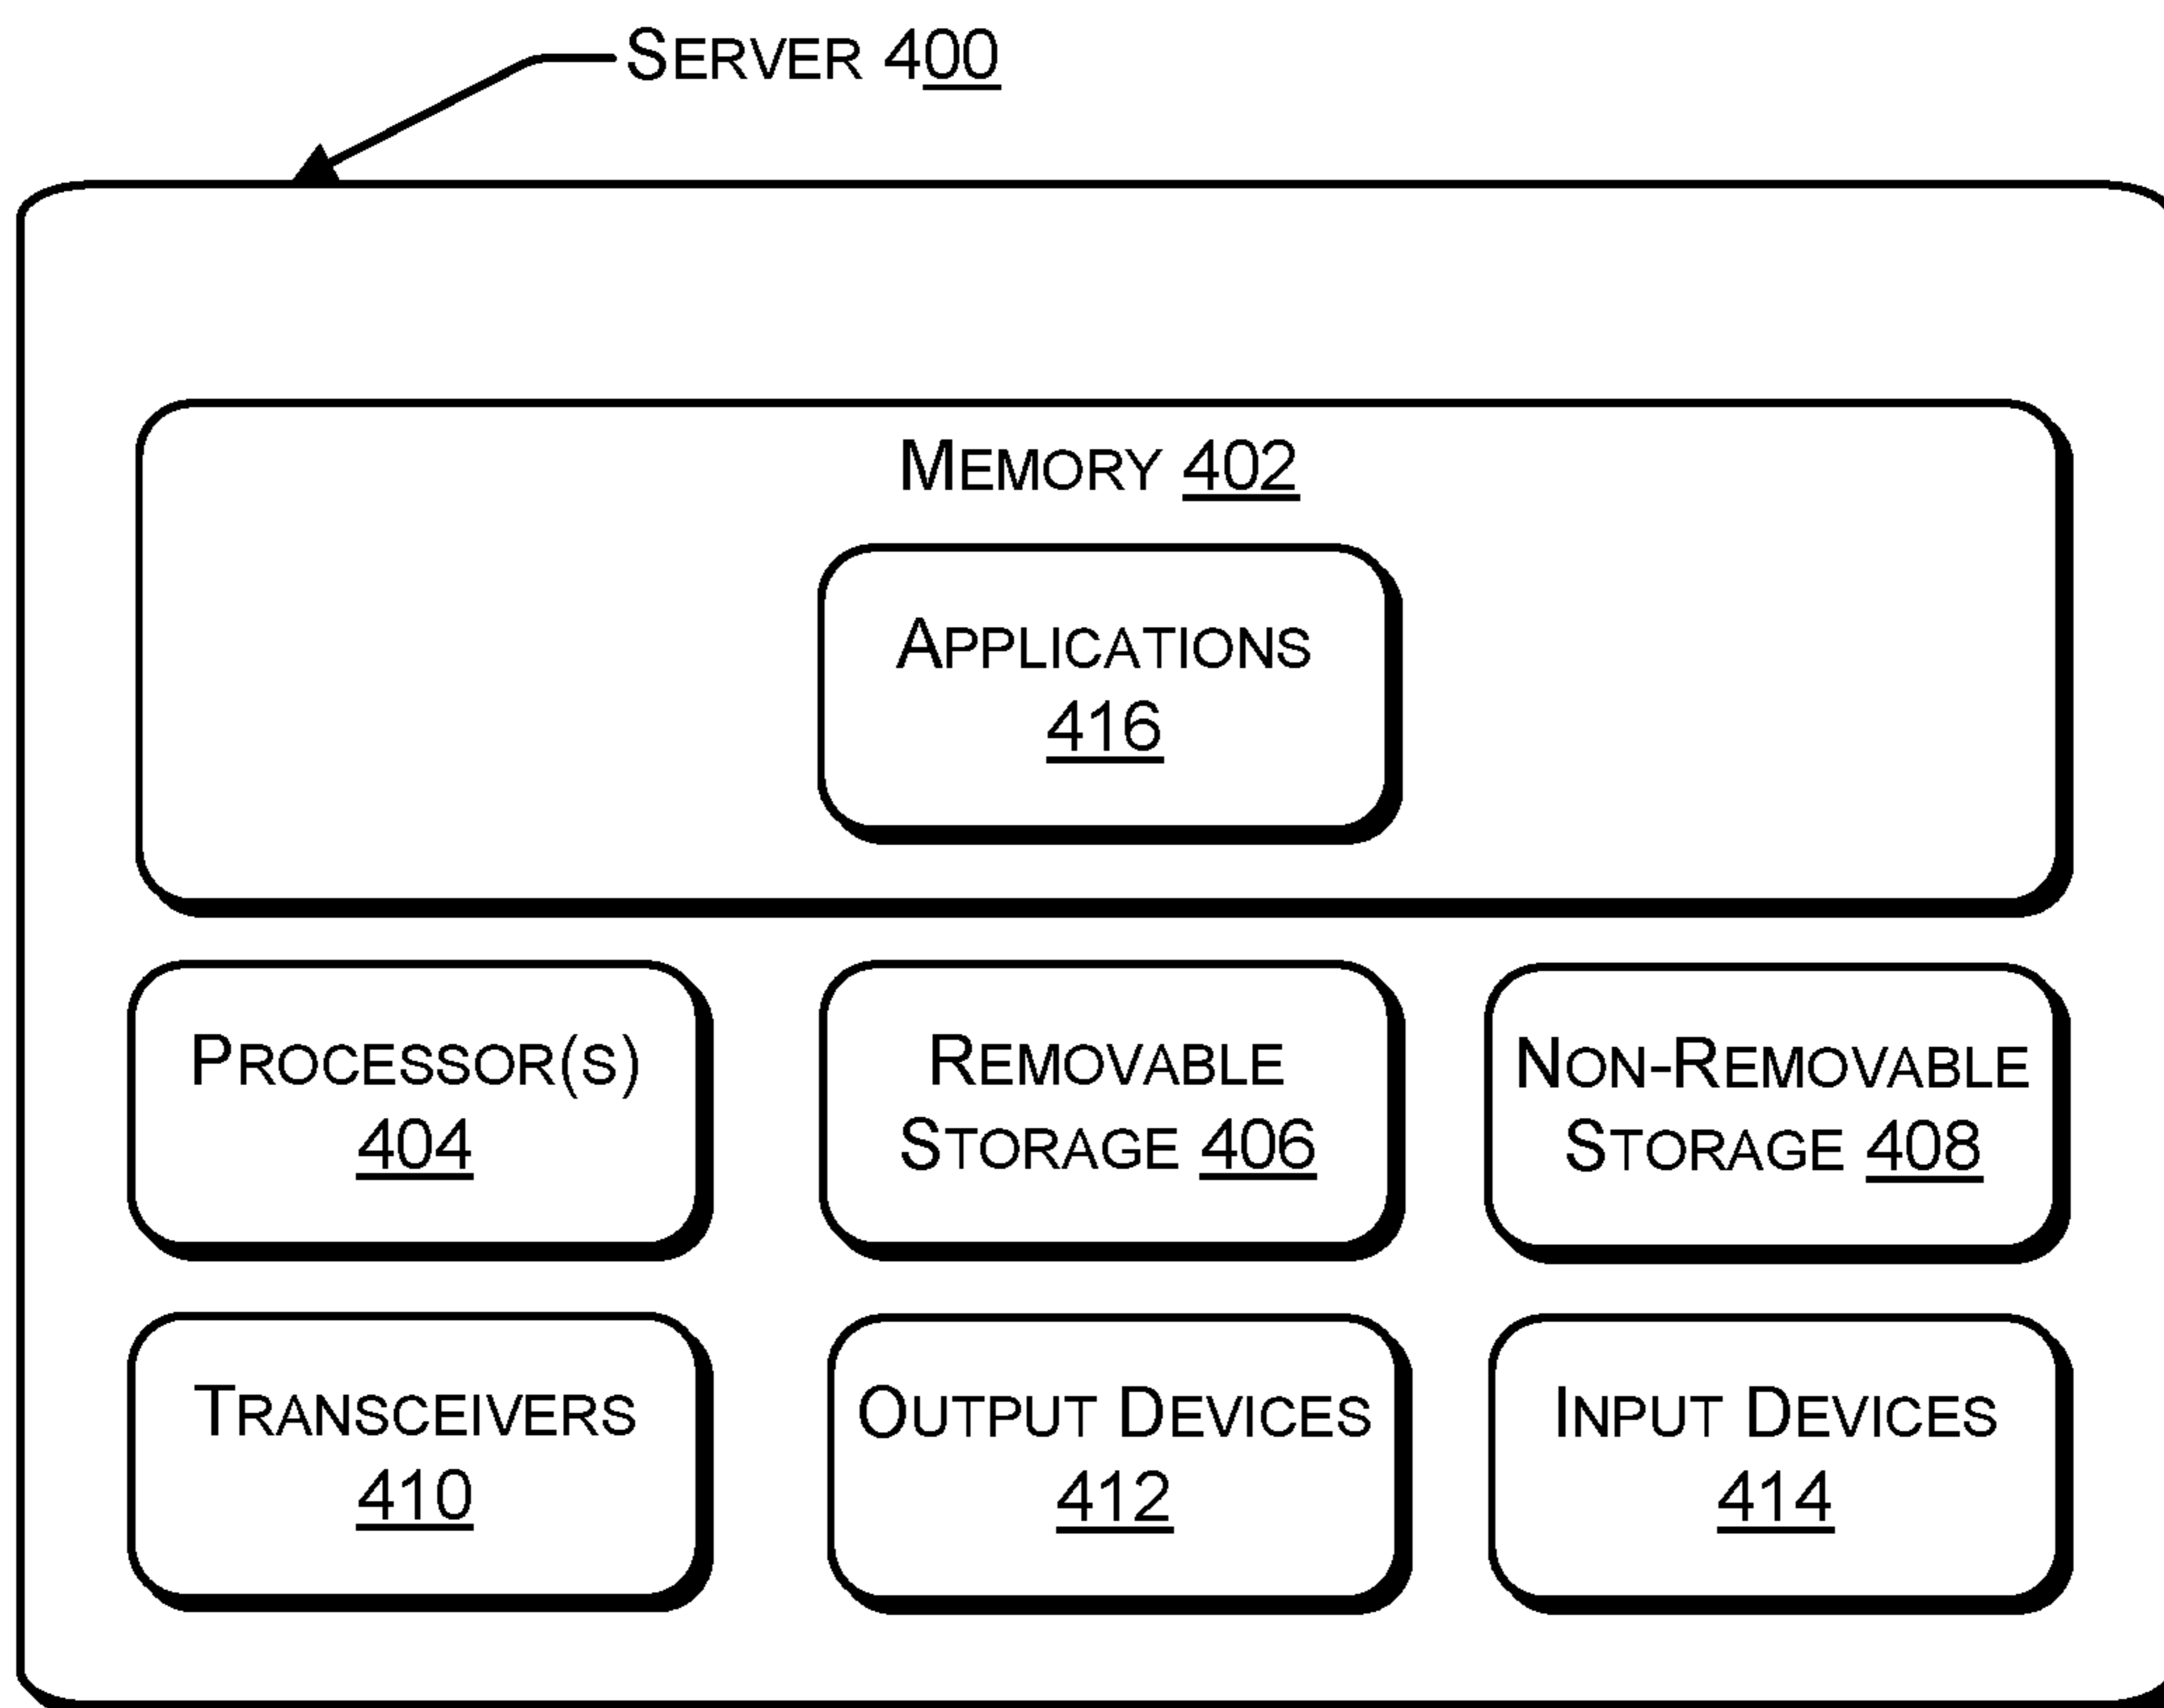 SERVER 400
MEMORY 402
APPLICATIONS
416
PROCESSOR(S)
404
REMOVABLE
STORAGE 406
NON-REMOVABLE
STORAGE 408
TRANSCEIVERS
410
OUTPUT DEVICES
412
INPUT DEVICES
414